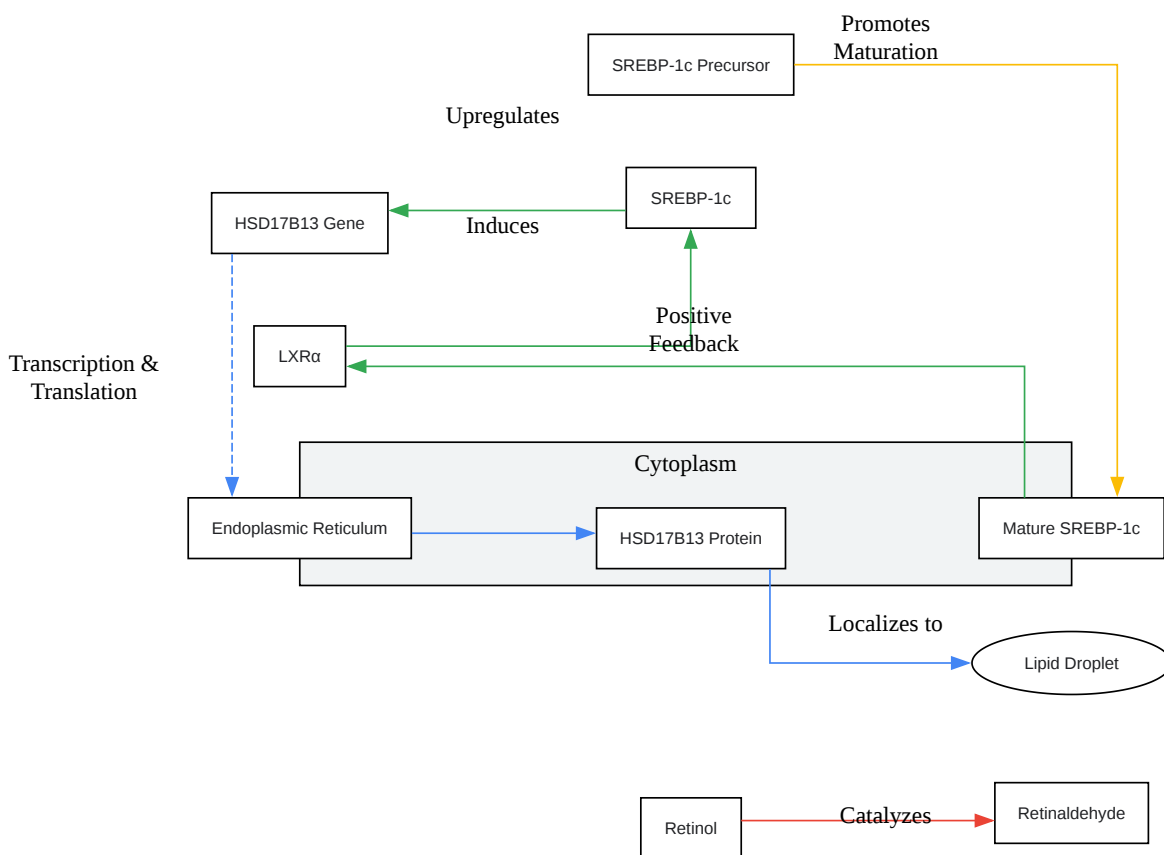 Promotes
Maturation
SREBP-1c Precursor
Upregulates
SREBP-1c
HSD17B13 Gene
Induces
Positive
Feedback
LXRα
Transcription &
Translation
Cytoplasm
Endoplasmic Reticulum
HSD17B13 Protein
Mature SREBP-1c
Localizes to
Lipid Droplet
Retinol
Catalyzes
Retinaldehyde